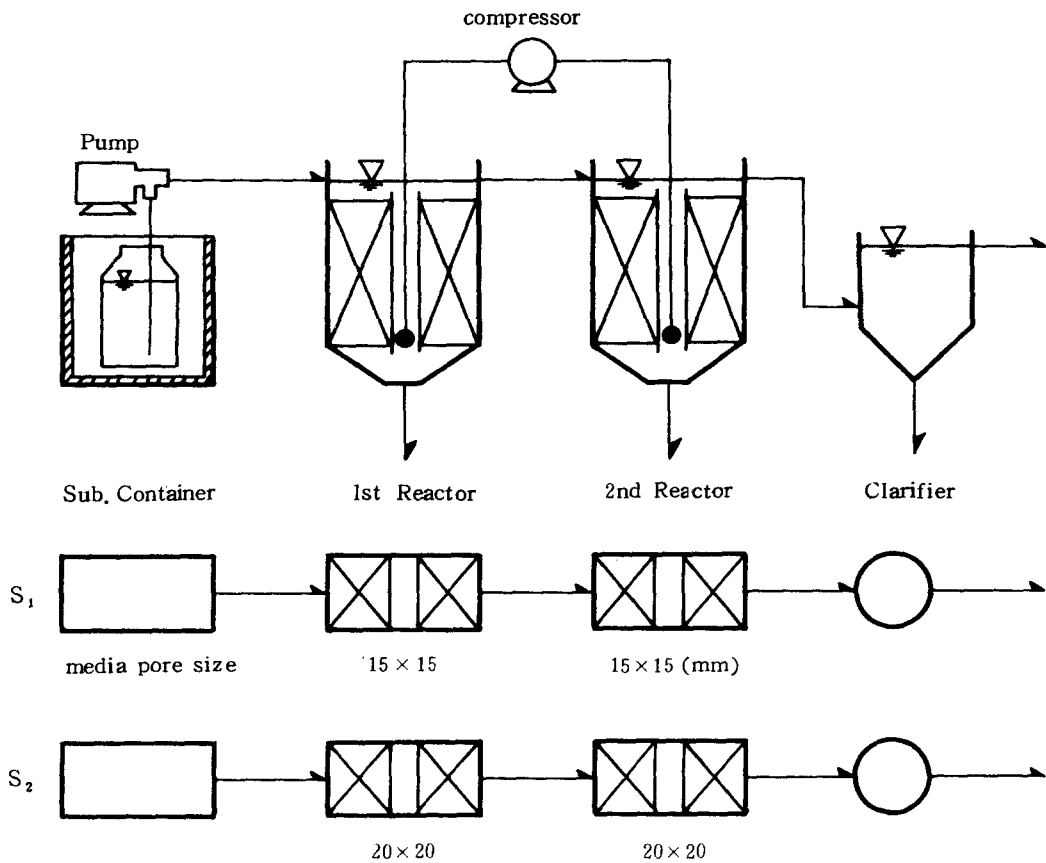 compressor
Pump
Sub. Container
1st Reactor
2nd Reactor
Clarifier
S₁
media pore size
15 × 15
15 × 15 (mm)
S₂
20 × 20
20 × 20